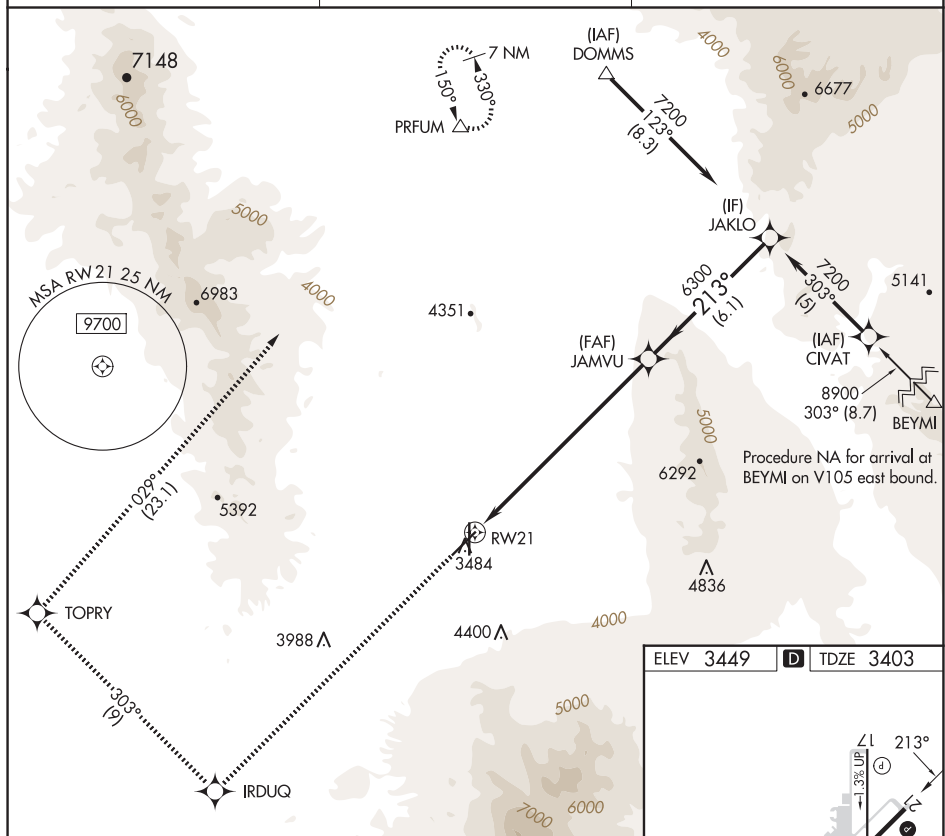 7148
6000
7 NM
330°
150°
PRFUM
(IAF)
DOMMS
7200
123°
(8.3)
4000
6000
6677
5000
5000
4000
6983
MSA RW21 25 NM
9700
4351
(IF)
JAKLO
6300
213°
(6.1)
7200
303°
(5)
5141
(FAF)
JAMVU
(IAF)
CIVAT
8900
303° (8.7)
BEYMI
Procedure NA for arrival at
BEYMI on V105 east bound.
5000
6292
029°
(23.1)
5392
RW21
3484
4836
TOPRY
3988
4400
4000
303°
(9)
IRDUQ
5000
7000
6000
ELEV 3449
D
TDZE 3403
17
213°
P
1.3% UP
21
P